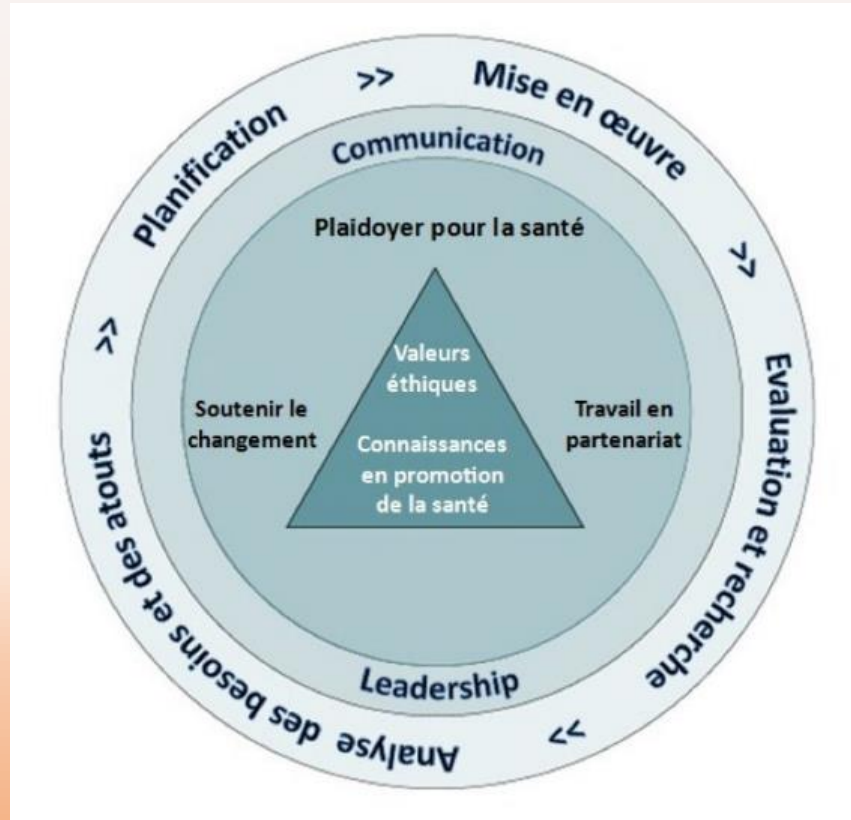 Planification >> Mise en œuvre >> Evaluation et recherche >> Analyse des besoins et des atouts >>
Communication
Plaidoyer pour la santé
Valeurs
éthiques
Soutenir le
changement
Travail en
partenariat
Connaissances
en promotion
de la santé
Leadership